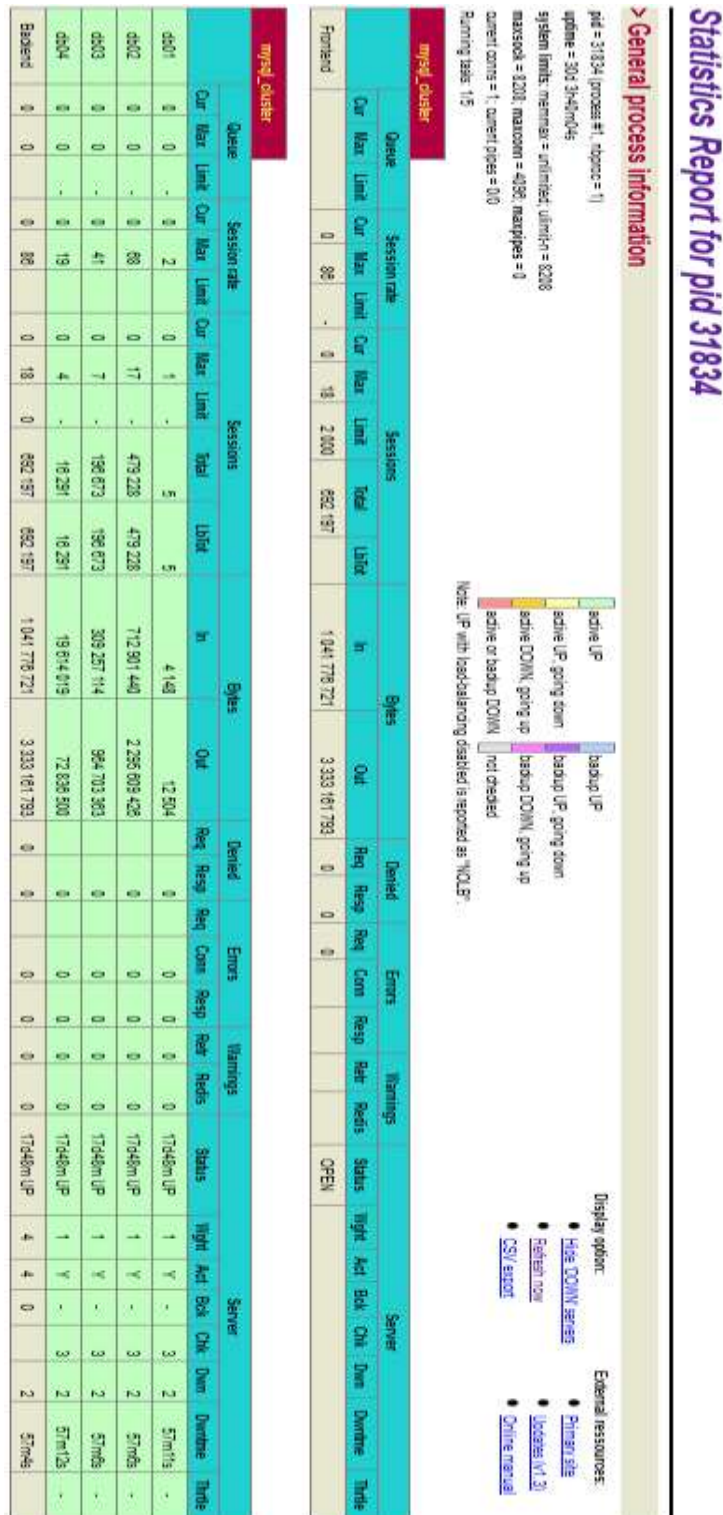 Statistics Report for pid 31834
> General process information
pid = 31834 (process #1, nbproc = 1)
uptime = 30d 3h40m04s
system limits: memmax = unlimited; ulimit-n = 8208
maxsock = 8208; maxconn = 4096; maxpipes = 0
current conns = 1; current pipes = 0/0
Running tasks: 1/5
active UP backup UP
active UP, going down backup UP, going down
active DOWN, going up backup DOWN, going up
active or backup DOWN not checked
Note: UP with load-balancing disabled is reported as "NOLB".
Display option:
Hide 'DOWN' servers
Refresh now
CSV export
External ressources:
Primary site
Updates (v1.3)
Online manual
mysql_cluster
Queue Session rate Sessions Bytes Denied Errors Warnings Server
Cur Max Limit Cur Max Limit Cur Max Limit Total LbTot In Out Req Resp Req Conn Resp Retr Redis Status Wght Act Bck Chk Dwn Dwntme Thrtle
Frontend 0 86 - 0 18 2 000 692 197 1 041 778 721 3 333 161 793 0 0 0 OPEN
mysql_cluster
Queue Session rate Sessions Bytes Denied Errors Warnings Server
Cur Max Limit Cur Max Limit Cur Max Limit Total LbTot In Out Req Resp Req Conn Resp Retr Redis Status Wght Act Bck Chk Dwn Dwntme Thrtle
db01 0 0 - 0 2 0 1 - 5 5 4 148 12 504 0 0 0 0 0 17d48m UP 1 Y - 3 2 57m11s -
db02 0 0 - 0 68 0 17 - 479 228 479 228 712 901 440 2 295 609 426 0 0 0 0 0 17d48m UP 1 Y - 3 2 57m8s -
db03 0 0 - 0 41 0 7 - 196 673 196 673 309 257 114 964 703 363 0 0 0 0 0 17d48m UP 1 Y - 3 2 57m6s -
db04 0 0 - 0 19 0 4 - 16 291 16 291 19 614 019 72 836 500 0 0 0 0 0 17d48m UP 1 Y - 3 2 57m12s -
Backend 0 0 0 86 0 18 0 692 197 692 197 1 041 778 721 3 333 161 793 0 0 0 0 0 0 17d48m UP 4 4 0 2 57m4s